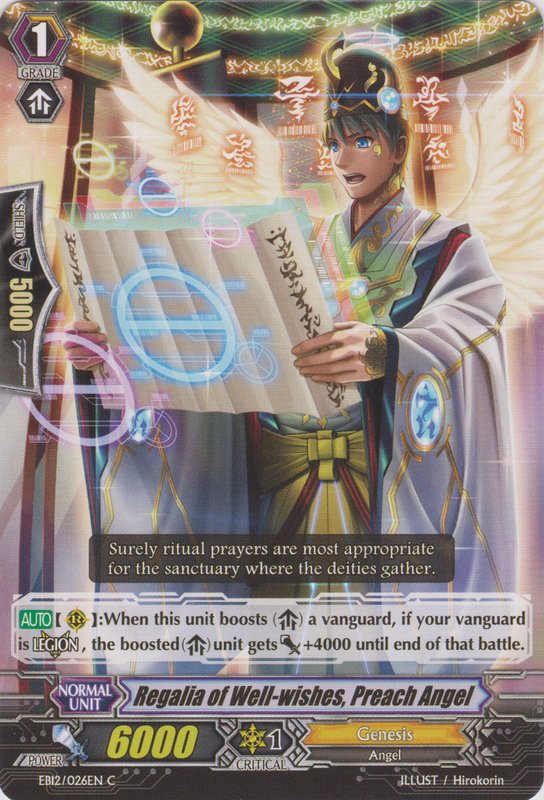 1
GRADE
SHIELD
5000
Surely ritual prayers are most appropriate
for the sanctuary where the deities gather.
AUTO【 R 】:When this unit boosts ( ) a vanguard, if your vanguard
is LEGION, the boosted( )unit gets +4000 until end of that battle.
NORMAL
UNIT
Regalia of Well-wishes, Preach Angel
POWER
6000
1
CRITICAL
Genesis
Angel
EB12/026EN C
ILLUST / Hirokorin